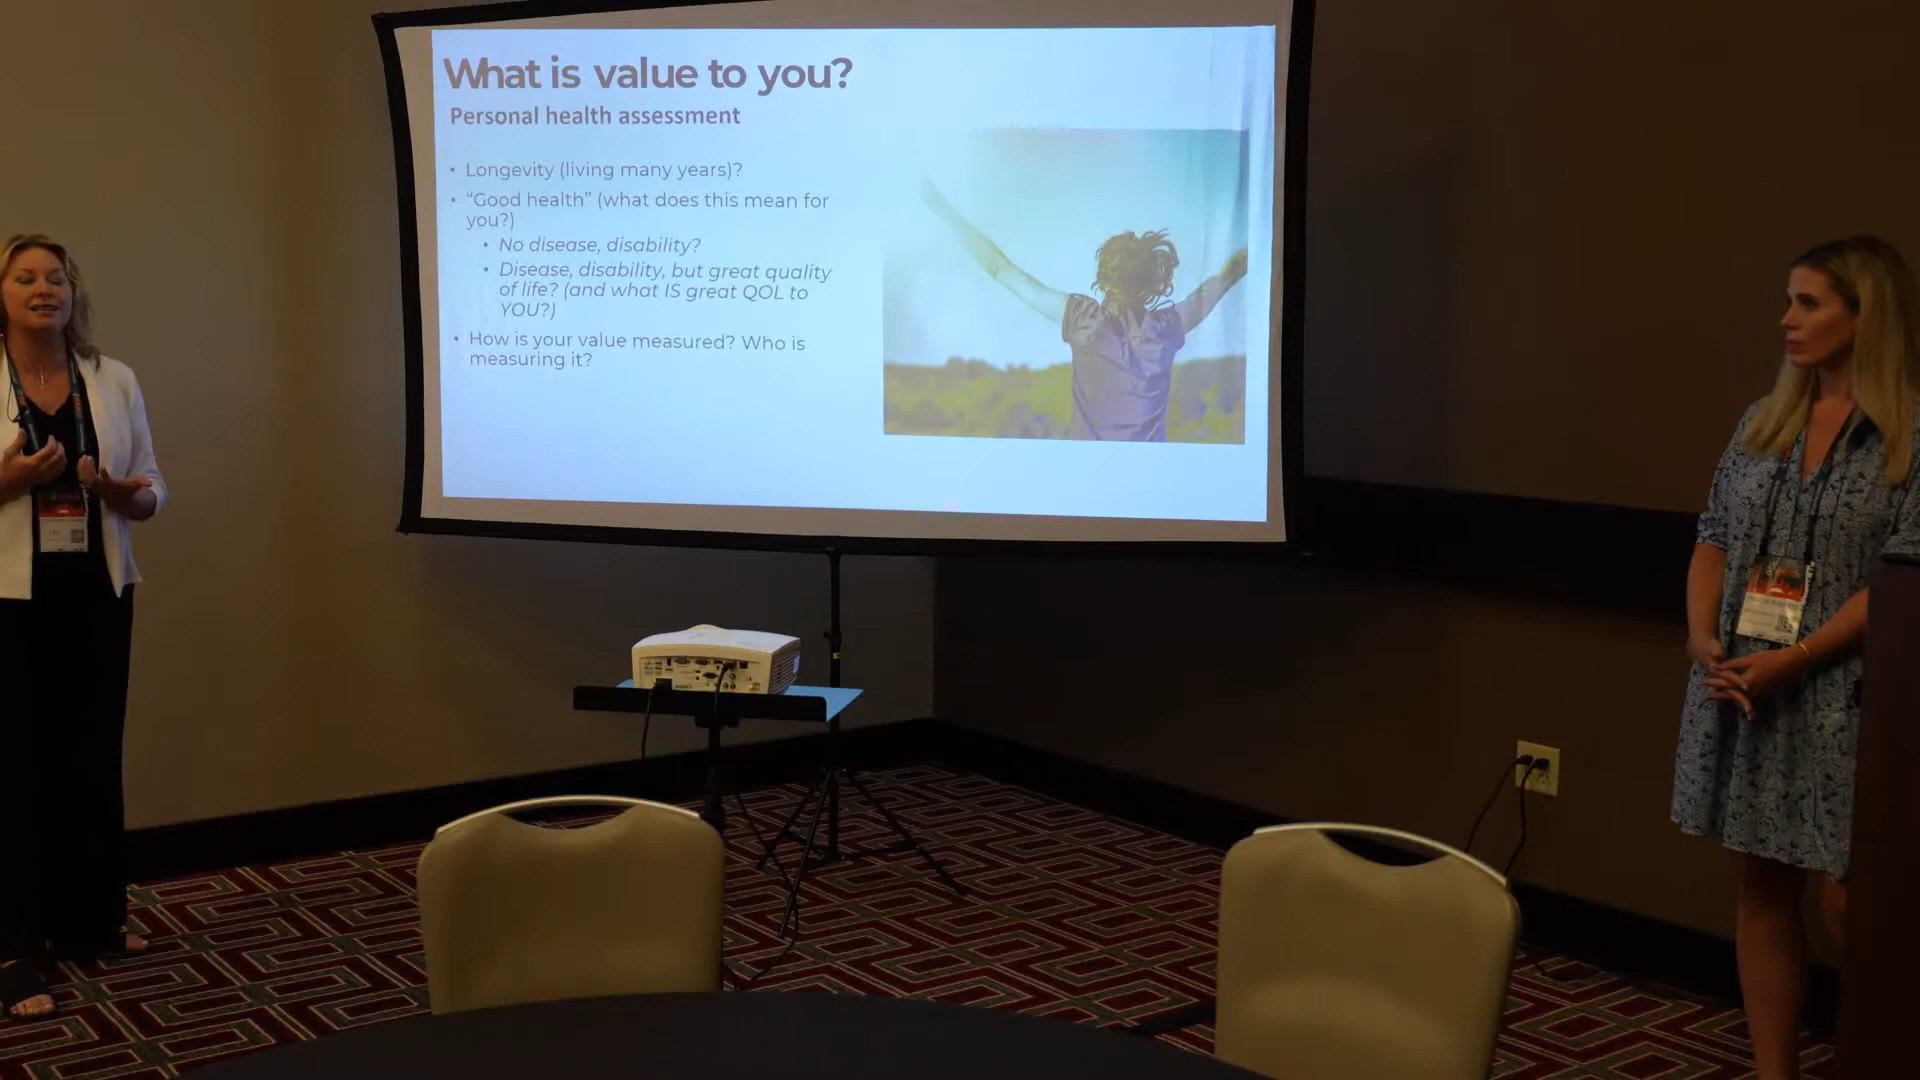 What is value to you?
Personal health assessment
• Longevity (living many years)?
• “Good health” (what does this mean for
you?)
• No disease, disability?
• Disease, disability, but great quality
of life? (and what IS great QOL to
YOU?)
• How is your value measured? Who is
measuring it?